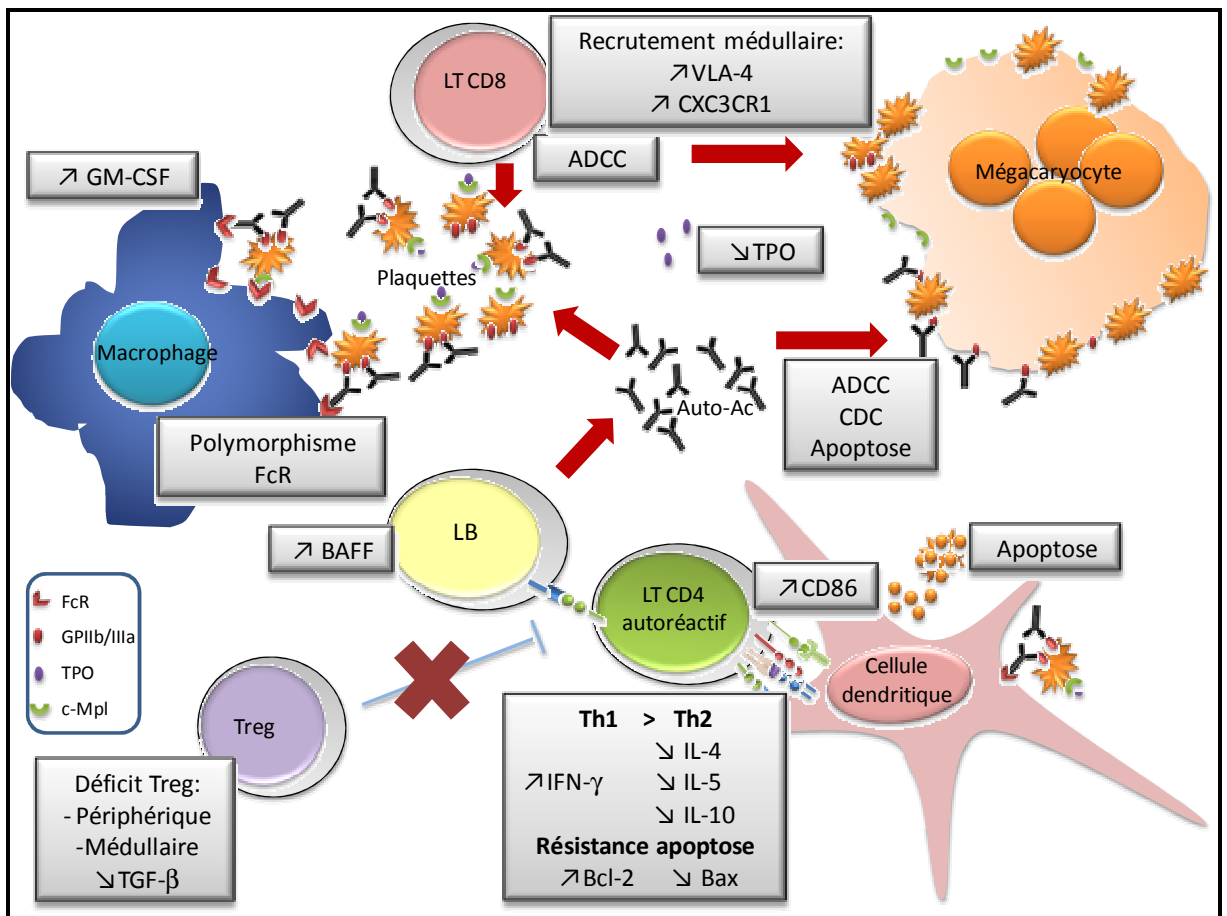 LT CD8
Recrutement médullaire:
↗VLA-4
↗ CXC3CR1
ADCC
↗ GM-CSF
Mégacaryocyte
Plaquettes
↘TPO
Macrophage
Auto-Ac
ADCC
CDC
Apoptose
Polymorphisme
FcR
LB
↗ BAFF
Apoptose
↗CD86
LT CD4
autoréactif
Cellule
dendritique
FcR
GPIIb/IIIa
TPO
c-Mpl
Treg
Th1 > Th2
↘ IL-4
↗IFN-γ ↘ IL-5
↘ IL-10
Résistance apoptose
↗Bcl-2 ↘ Bax
Déficit Treg:
- Périphérique
-Médullaire
↘TGF-β